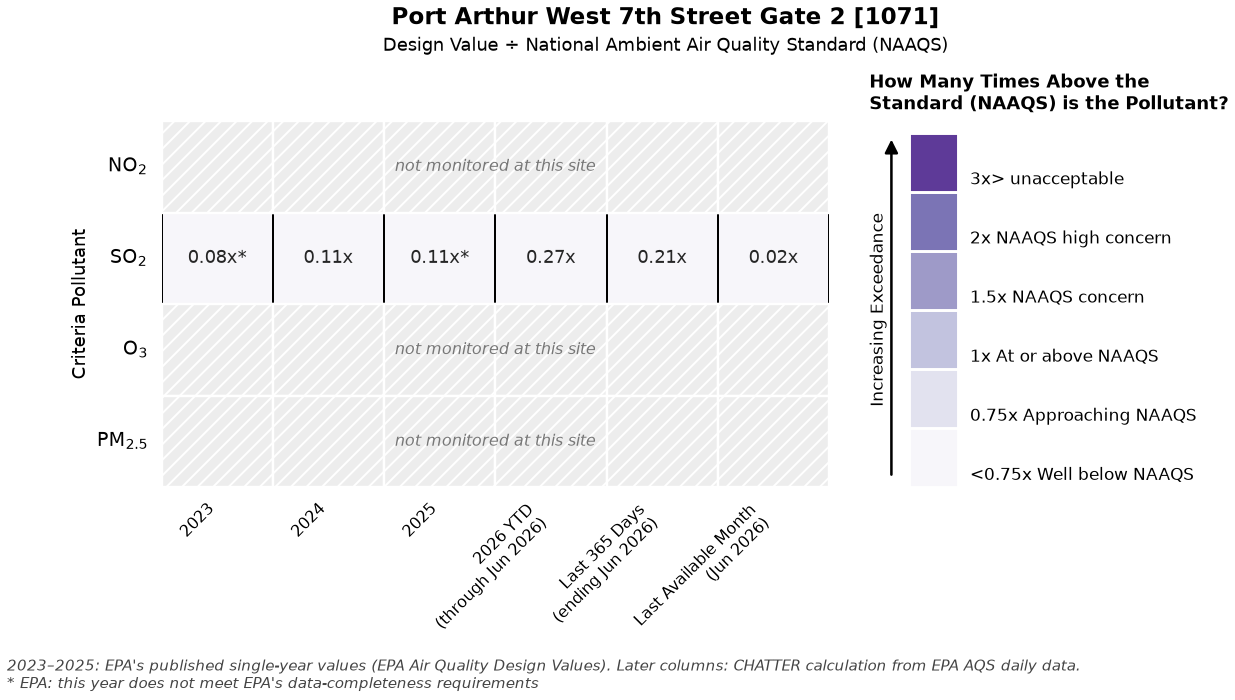 Port Arthur West 7th Street Gate 2 [1071]
Design Value ÷ National Ambient Air Quality Standard (NAAQS)
How Many Times Above the
Standard (NAAQS) is the Pollutant?
Criteria Pollutant
NO₂
not monitored at this site
SO₂
0.08x* 0.11x 0.11x* 0.27x 0.21x 0.02x
O₃
not monitored at this site
PM₂.₅
not monitored at this site
2023
2024
2025
2026 YTD
(through Jun 2026)
Last 365 Days
(ending Jun 2026)
Last Available Month
(Jun 2026)
Increasing Exceedance
3x> unacceptable
2x NAAQS high concern
1.5x NAAQS concern
1x At or above NAAQS
0.75x Approaching NAAQS
<0.75x Well below NAAQS
2023–2025: EPA's published single-year values (EPA Air Quality Design Values). Later columns: CHATTER calculation from EPA AQS daily data.
* EPA: this year does not meet EPA's data-completeness requirements